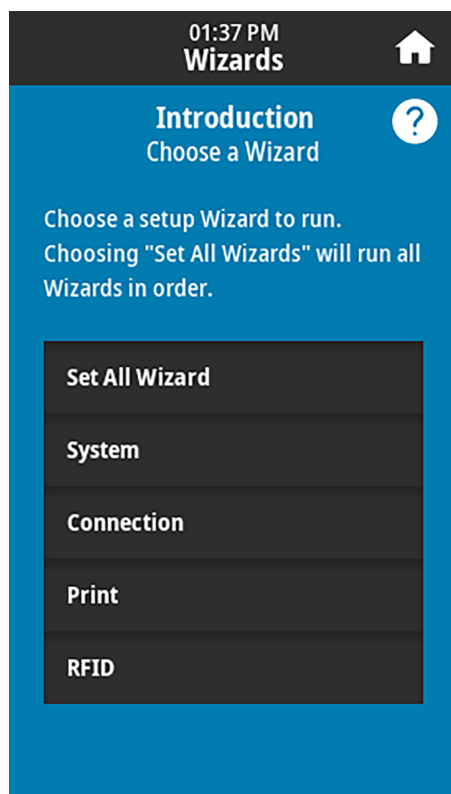 01:37 PM
Wizards
Introduction
Choose a Wizard
?
Choose a setup Wizard to run.
Choosing "Set All Wizards" will run all
Wizards in order.
Set All Wizard
System
Connection
Print
RFID